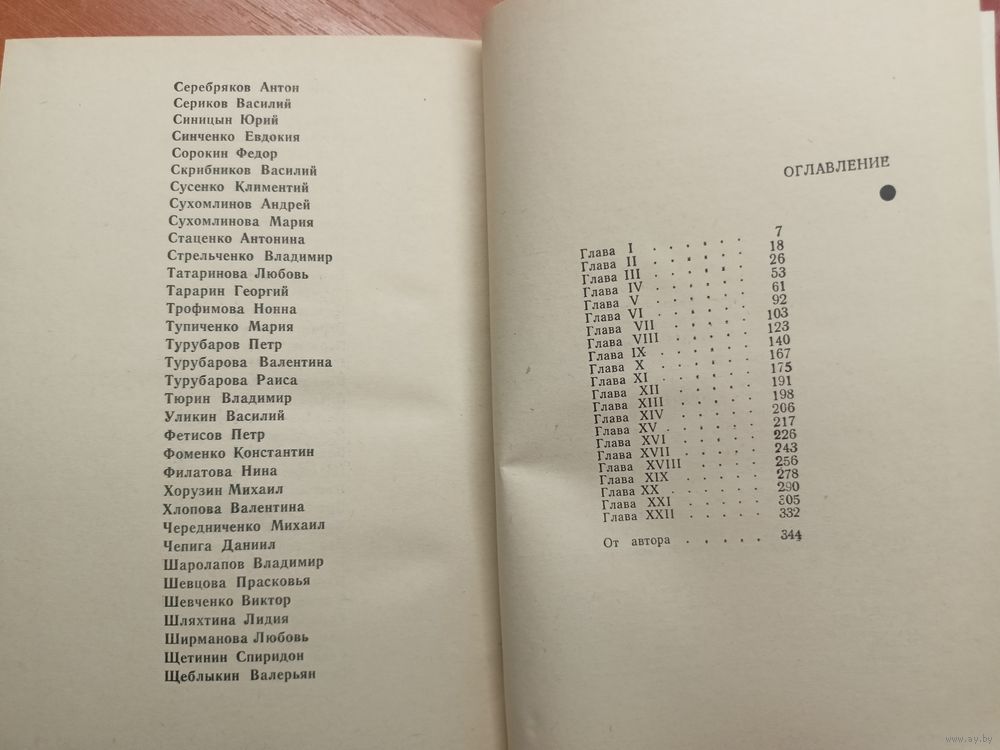 Серебряков Антон
Сериков Василий
Синицын Юрий
Синченко Евдокия
Сорокин Федор
Скрибников Василий
Сусенко Климентий
Сухомлинов Андрей
Сухомлинова Мария
Стаценко Антонина
Стрельченко Владимир
Татаринова Любовь
Тарарин Георгий
Трофимова Нонна
Тупиченко Мария
Турубаров Петр
Турубарова Валентина
Турубарова Раиса
Тюрин Владимир
Уликин Василий
Фетисов Петр
Фоменко Константин
Филатова Нина
Хорузин Михаил
Хлопова Валентина
Чередниченко Михаил
Чепига Даниил
Шаролапов Владимир
Шевцова Прасковья
Шевченко Виктор
Шляхтина Лидия
Ширманова Любовь
Щетинин Спиридон
Щеблыкин Валерьян
ОГЛАВЛЕНИЕ
Глава I . . . . . . 7
Глава II . . . . . . 18
Глава III . . . . . . 26
Глава IV . . . . . . 53
Глава V . . . . . . 61
Глава VI . . . . . . 92
Глава VII . . . . . 103
Глава VIII . . . . . 123
Глава IX . . . . . . 140
Глава X . . . . . . 167
Глава XI . . . . . . 175
Глава XII . . . . . 191
Глава XIII . . . . . 198
Глава XIV . . . . . 206
Глава XV . . . . . . 217
Глава XVI . . . . . 226
Глава XVII . . . . . 243
Глава XVIII . . . . 256
Глава XIX . . . . . 278
Глава XX . . . . . . 290
Глава XXI . . . . . 305
Глава XXII . . . . . 332
От автора . . . . . 344
www.ay.by